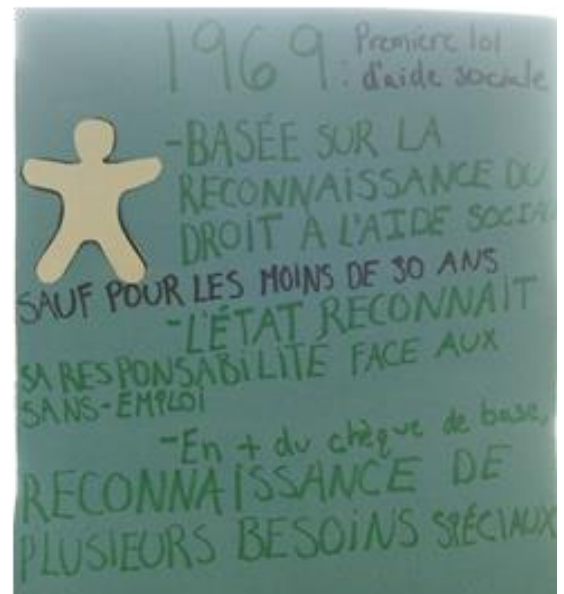 1969 : Première loi
d'aide sociale
-BASÉE SUR LA
RECONNAISSANCE DU
DROIT À L'AIDE SOCIAL
SAUF POUR LES MOINS DE 30 ANS
-L'ÉTAT RECONNAIT
SA RESPONSABILITÉ FACE AUX
SANS-EMPLOI
-En + du chèque de base,
RECONNAISSANCE DE
PLUSIEURS BESOINS SPÉCIAUX